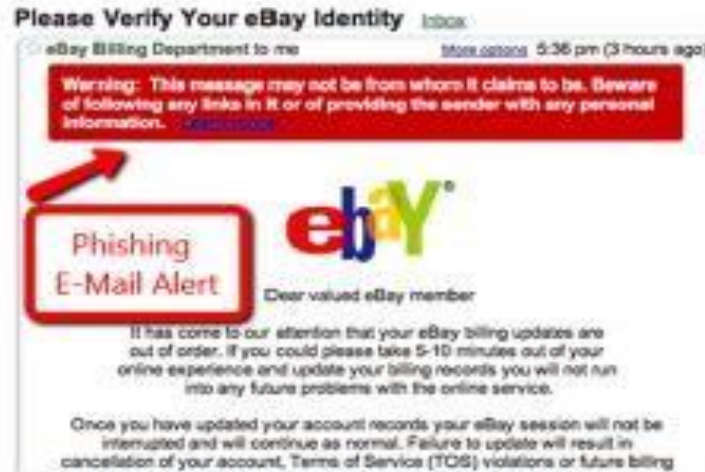 Please Verify Your eBay Identity Inbox
eBay Billing Department to me More options 5:36 pm (3 hours ago)
Warning: This message may not be from whom it claims to be. Beware
of following any links in it or of providing the sender with any personal
information. Learn more
Phishing
E-Mail Alert
ebaY®
Dear valued eBay member
It has come to our attention that your eBay billing updates are
out of order. If you could please take 5-10 minutes out of your
online experience and update your billing records you will not run
into any future problems with the online service.
Once you have updated your account records your eBay session will not be
interrupted and will continue as normal. Failure to update will result in
cancellation of your account, Terms of Service (TOS) violations or future billing